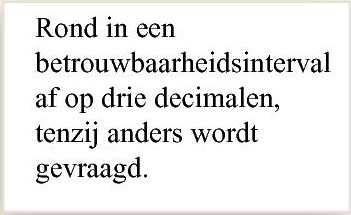 Rond in een
betrouwbaarheidsinterval
af op drie decimalen,
tenzij anders wordt
gevraagd.